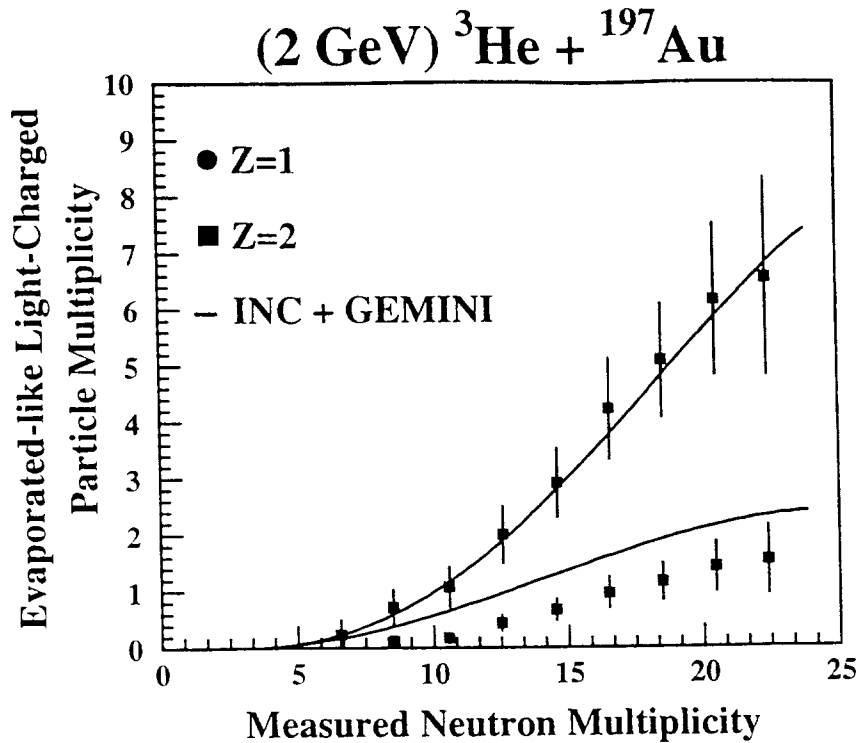 (2 GeV) ³He + ¹⁹⁷Au
Evaporated-like Light-Charged
Particle Multiplicity
10
9
8
7
6
5
4
3
2
1
0
Z=1
Z=2
INC + GEMINI
0 5 10 15 20 25
Measured Neutron Multiplicity